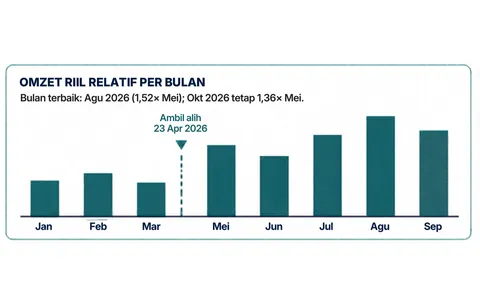 OMZET RIIL RELATIF PER BULAN
Bulan terbaik: Agu 2026 (1,52× Mei); Okt 2026 tetap 1,36× Mei.
Ambil alih
23 Apr 2026
Jan Feb Mar Mei Jun Jul Agu Sep